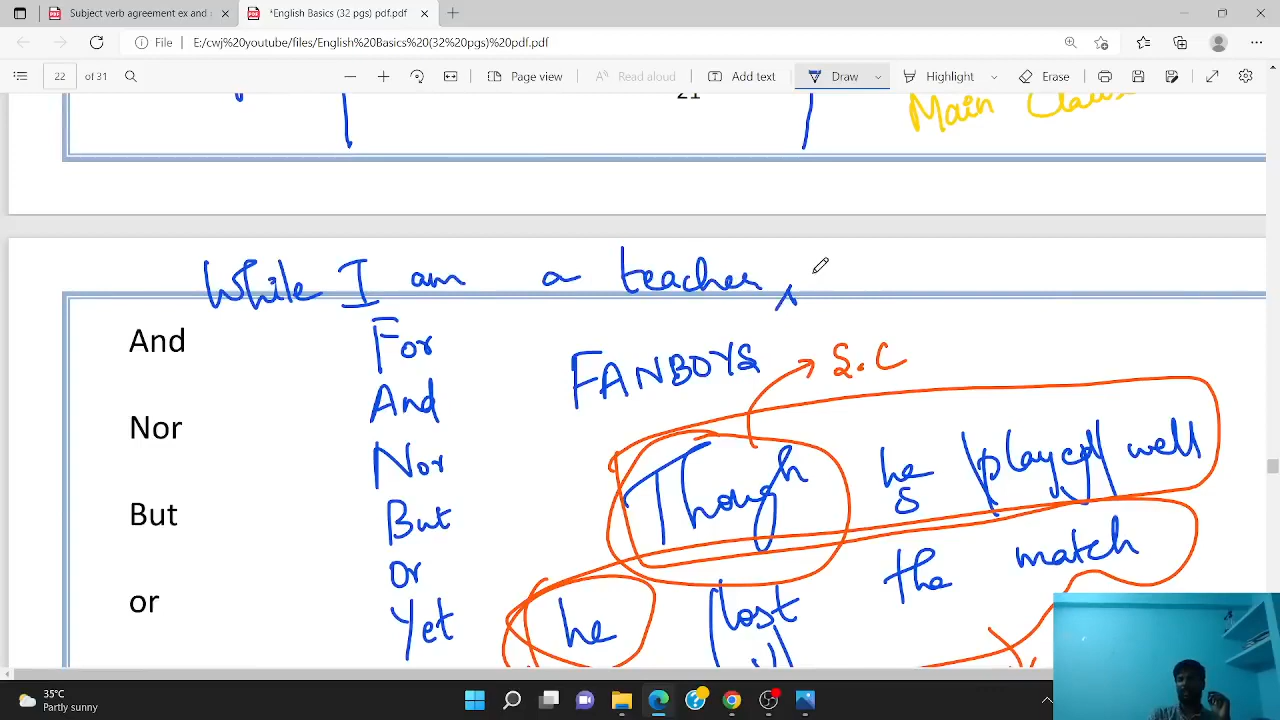 Subject verb agreement ex and
*English Basics (32 pgs) pdf.pdf
File E:/cwj%20youtube/files/English%20Basics%20(32%20pgs)%20pdf.pdf
22 of 31 Page view Read aloud Add text Draw Highlight Erase
21
Main Clause
While I am a teacher,
And For FANBOYS S.C
And
Nor Nor Though he played well
S
But But the match
or or he lost
Yet
35°C
Partly sunny